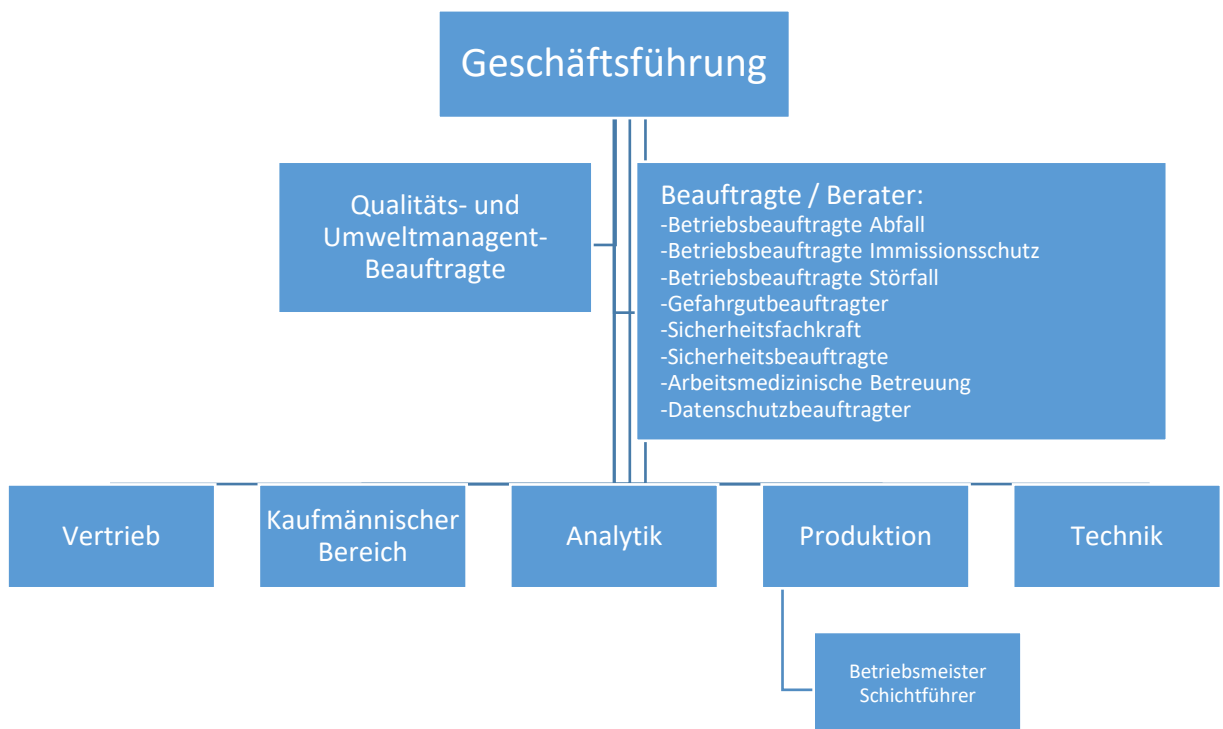 Geschäftsführung
Qualitäts- und
Umweltmanagent-
Beauftragte
Beauftragte / Berater:
-Betriebsbeauftragte Abfall
-Betriebsbeauftragte Immissionsschutz
-Betriebsbeauftragte Störfall
-Gefahrgutbeauftragter
-Sicherheitsfachkraft
-Sicherheitsbeauftragte
-Arbeitsmedizinische Betreuung
-Datenschutzbeauftragter
Vertrieb
Kaufmännischer
Bereich
Analytik
Produktion
Technik
Betriebsmeister
Schichtführer